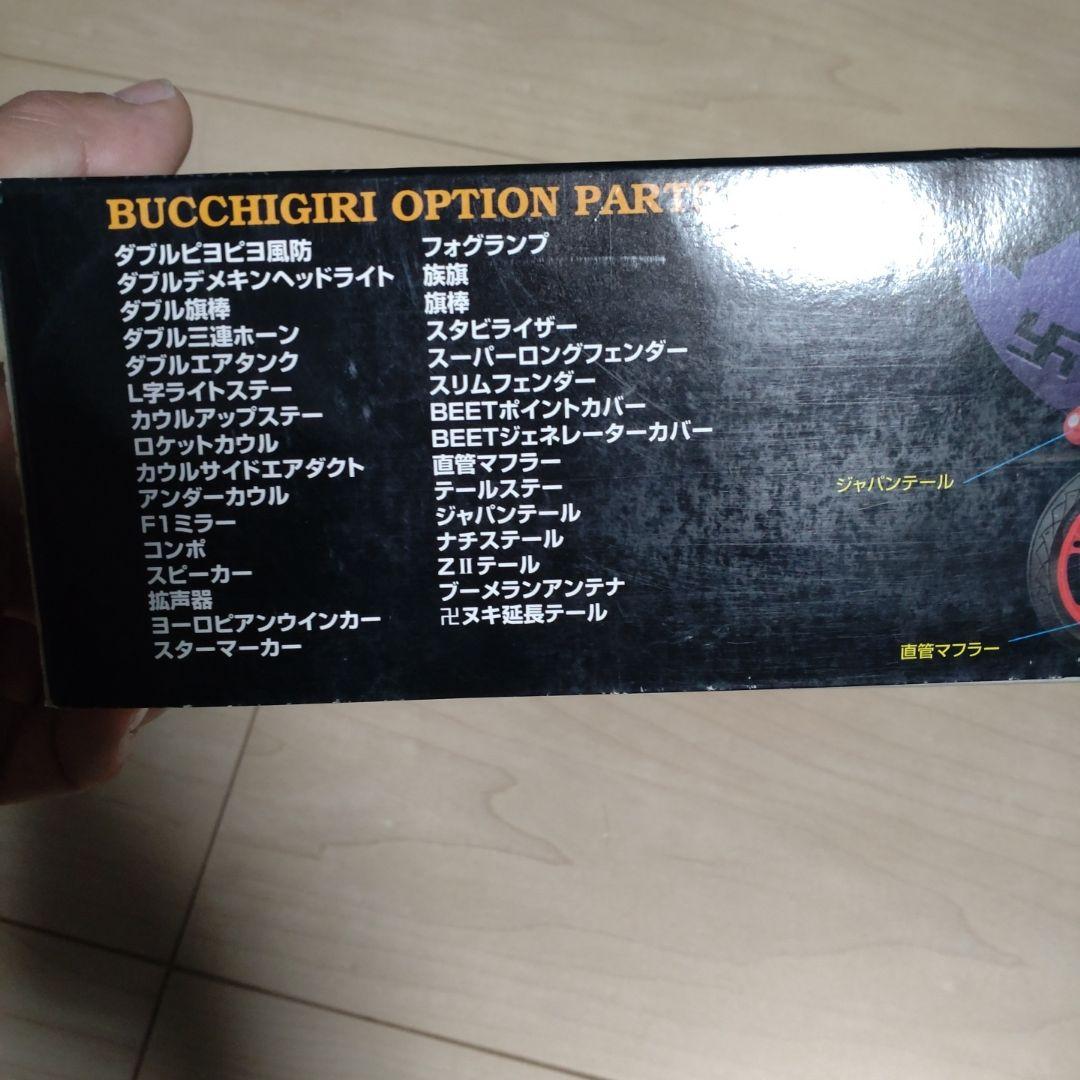 BUCCHIGIRI OPTION PARTS
ダブルピヨピヨ風防
ダブルデメキンヘッドライト
ダブル旗棒
ダブル三連ホーン
ダブルエアタンク
L字ライトステー
カウルアップステー
ロケットカウル
カウルサイドエアダクト
アンダーカウル
F1ミラー
コンポ
スピーカー
拡声器
ヨーロピアンウインカー
スターマーカー
フォグランプ
族旗
旗棒
スタビライザー
スーパーロングフェンダー
スリムフェンダー
BEETポイントカバー
BEETジェネレーターカバー
直管マフラー
テールステー
ジャパンテール
ナチステール
ZⅡテール
ブーメランアンテナ
卍ヌキ延長テール
ジャパンテール
直管マフラー